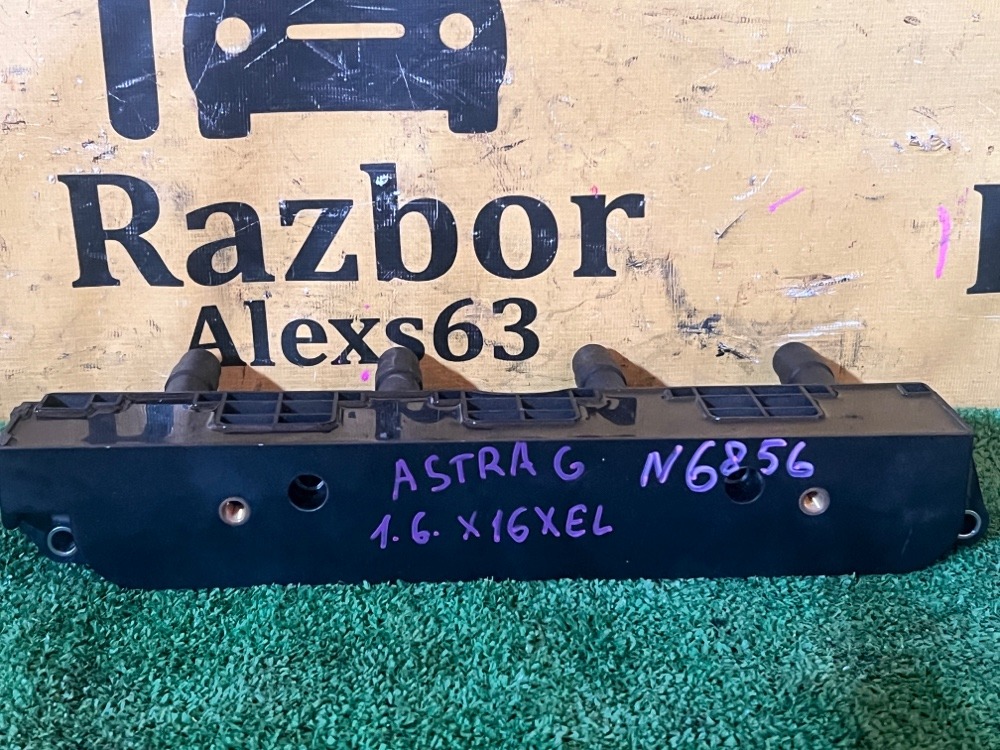 Razbor
Alexs63
ASTRA G N6856
1.6. X16XEL